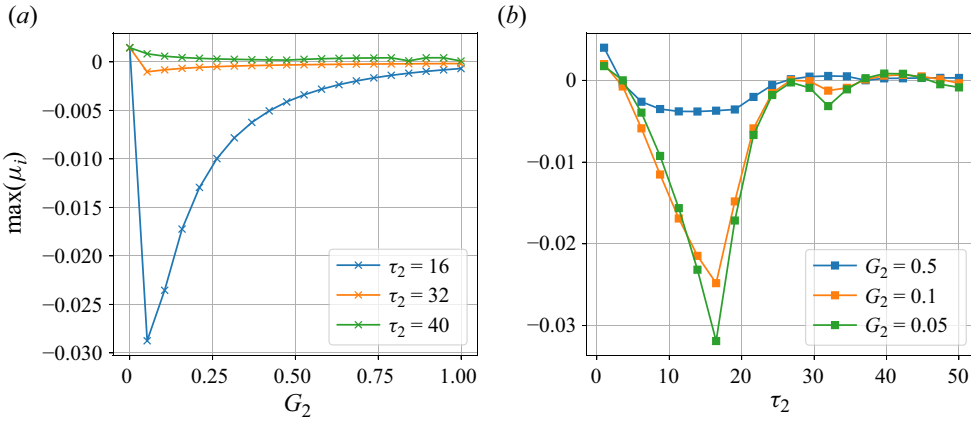 (a)
0
−0.005
−0.010
−0.015
−0.020
−0.025
−0.030
max(μᵢ)
τ₂ = 16
τ₂ = 32
τ₂ = 40
0 0.25 0.50 0.75 1.00
G₂
(b)
0
−0.01
−0.02
−0.03
G₂ = 0.5
G₂ = 0.1
G₂ = 0.05
0 10 20 30 40 50
τ₂